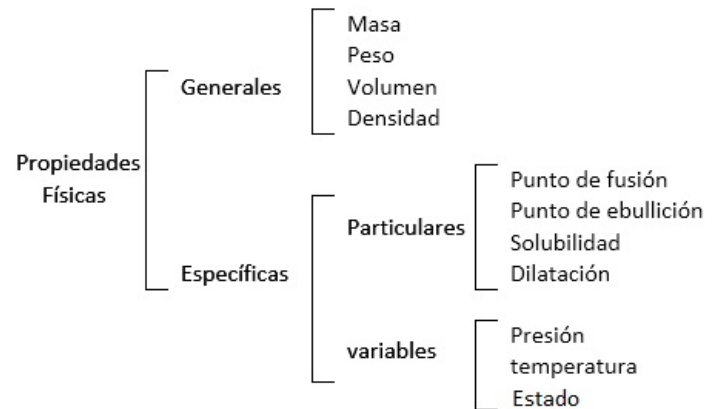 Propiedades
Físicas
Generales
Masa
Peso
Volumen
Densidad
Específicas
Particulares
Punto de fusión
Punto de ebullición
Solubilidad
Dilatación
variables
Presión
temperatura
Estado